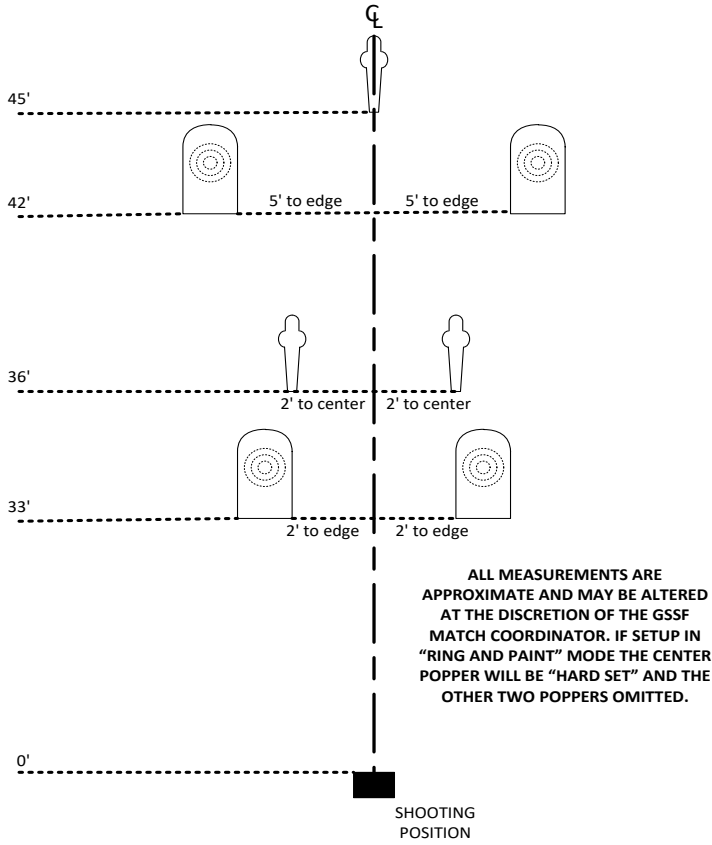 ℄
45'
42'
5' to edge 5' to edge
36'
2' to center 2' to center
33'
2' to edge 2' to edge
ALL MEASUREMENTS ARE
APPROXIMATE AND MAY BE ALTERED
AT THE DISCRETION OF THE GSSF
MATCH COORDINATOR. IF SETUP IN
“RING AND PAINT” MODE THE CENTER
POPPER WILL BE “HARD SET” AND THE
OTHER TWO POPPERS OMITTED.
0'
SHOOTING
POSITION